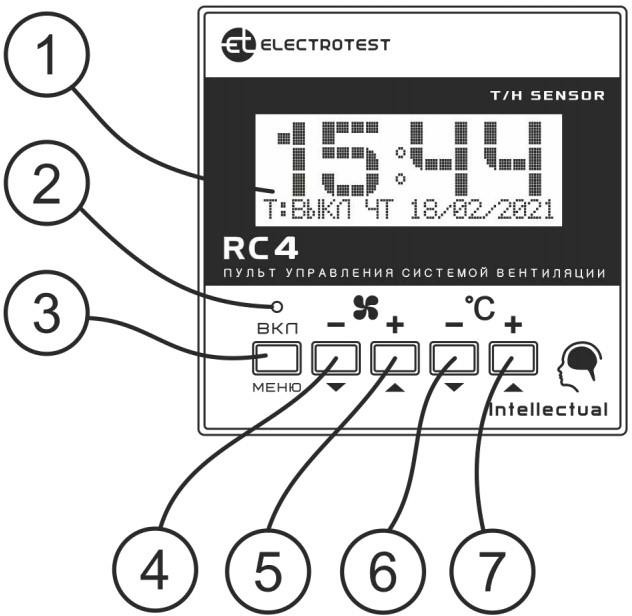 ELECTROTEST
T/H SENSOR
15:44
Т:ВЫКЛ ЧТ 18/02/2021
RC4
ПУЛЬТ УПРАВЛЕНИЯ СИСТЕМОЙ ВЕНТИЛЯЦИИ
ВКЛ
- + - °C +
МЕНЮ
Intellectual
1
2
3
4
5
6
7